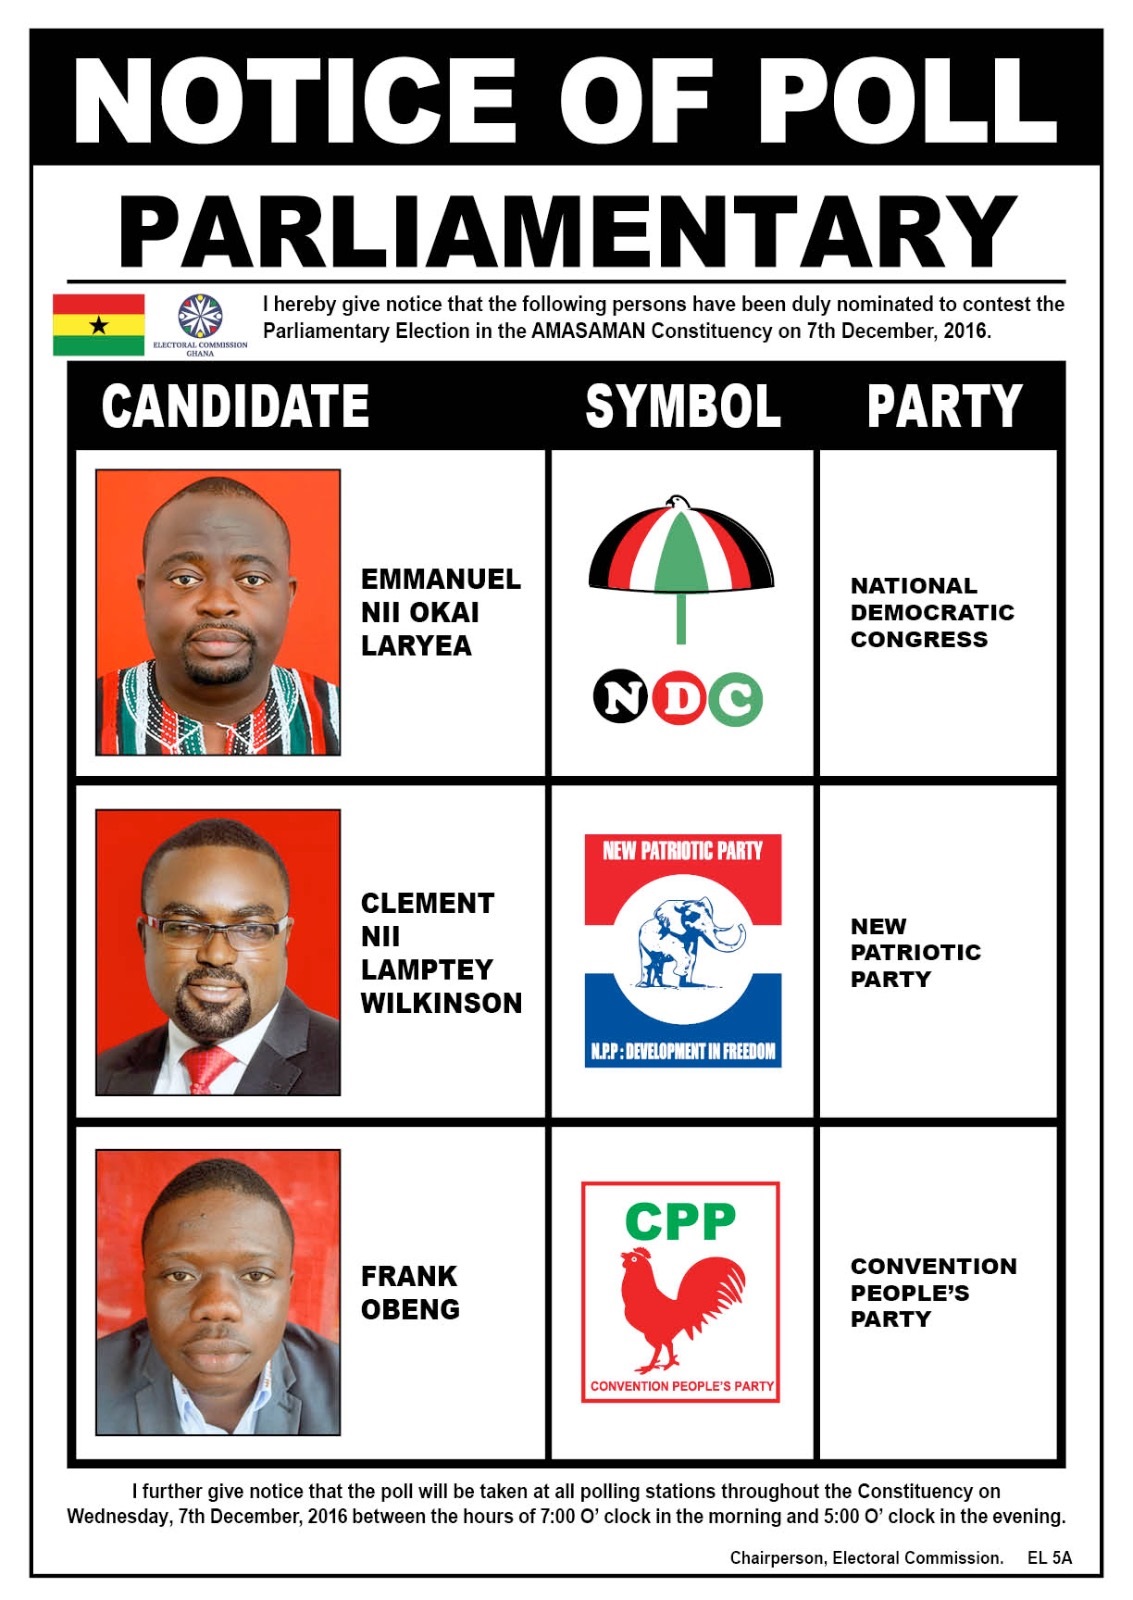 NOTICE OF POLL
PARLIAMENTARY
I hereby give notice that the following persons have been duly nominated to contest the
Parliamentary Election in the AMASAMAN Constituency on 7th December, 2016.
ELECTORAL COMMISSION
GHANA
CANDIDATE SYMBOL PARTY
EMMANUEL
NII OKAI
LARYEA
NDC
NATIONAL
DEMOCRATIC
CONGRESS
CLEMENT
NII
LAMPTEY
WILKINSON
NEW PATRIOTIC PARTY
N.P.P : DEVELOPMENT IN FREEDOM
NEW
PATRIOTIC
PARTY
FRANK
OBENG
CPP
CONVENTION PEOPLE'S PARTY
CONVENTION
PEOPLE'S
PARTY
I further give notice that the poll will be taken at all polling stations throughout the Constituency on
Wednesday, 7th December, 2016 between the hours of 7:00 O' clock in the morning and 5:00 O' clock in the evening.
Chairperson, Electoral Commission. EL 5A